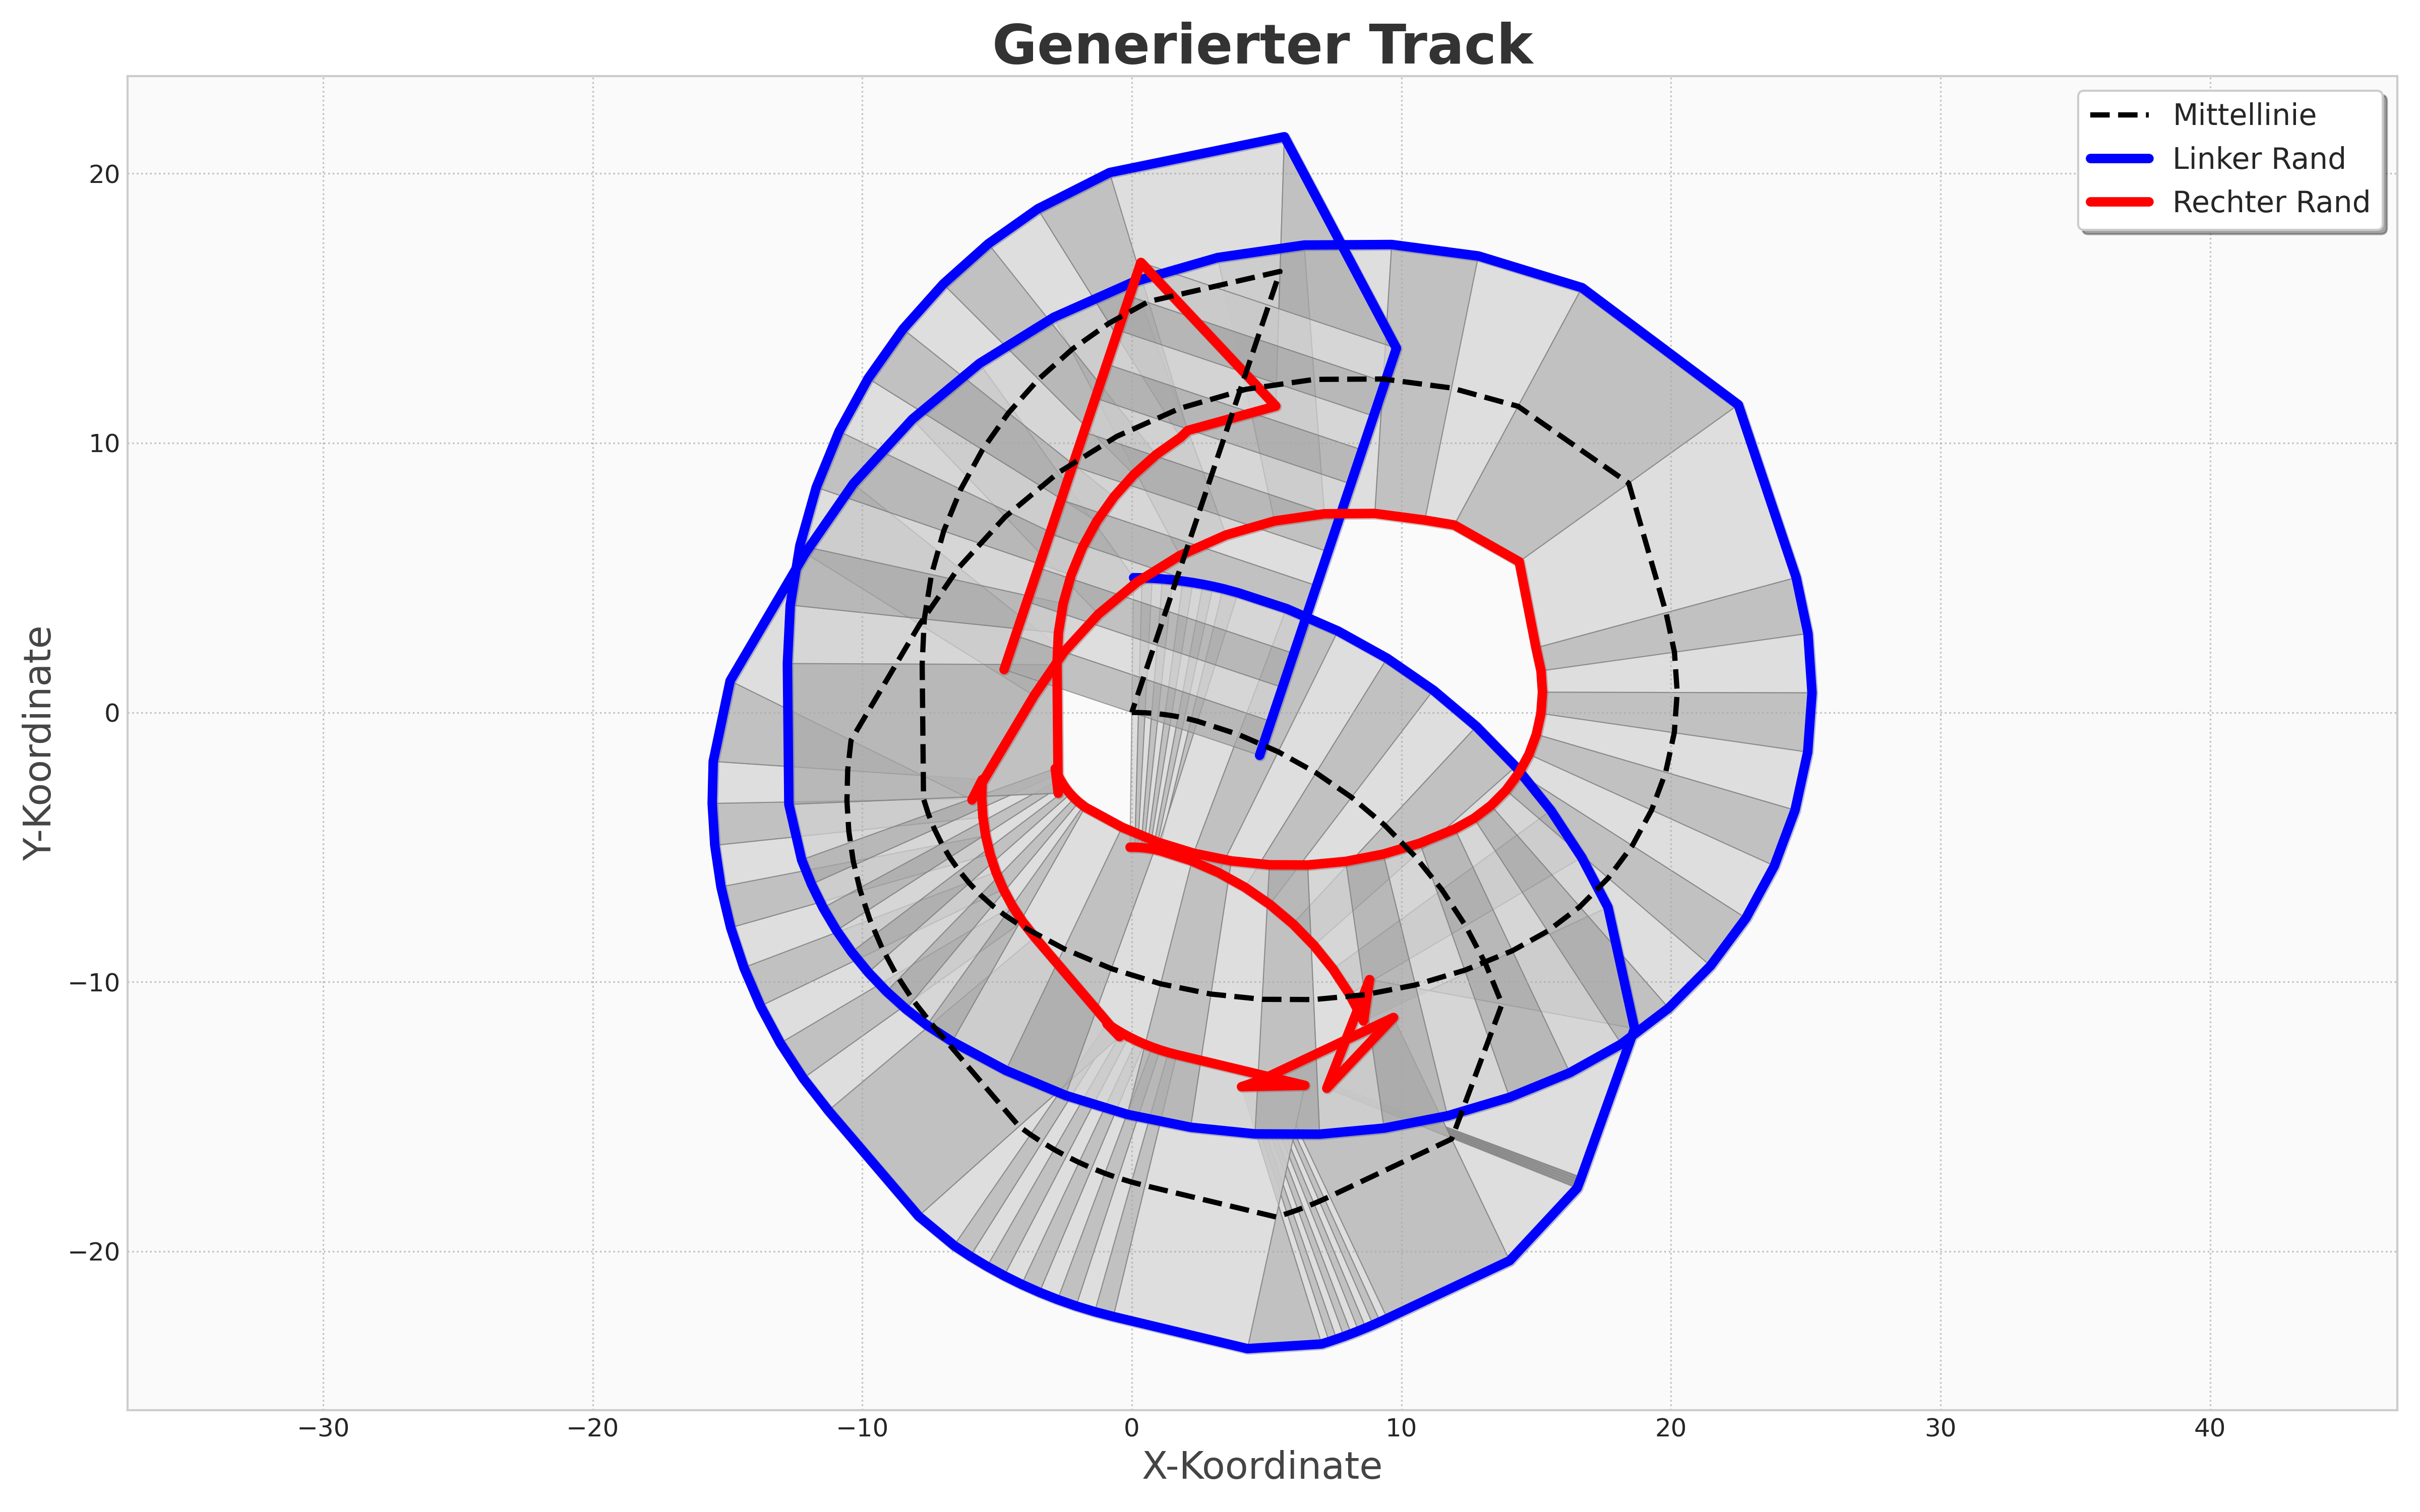 Generierter Track
Mittellinie
Linker Rand
Rechter Rand
Y-Koordinate
20
10
0
−10
−20
−30
−20
−10
0
10
20
30
40
X-Koordinate